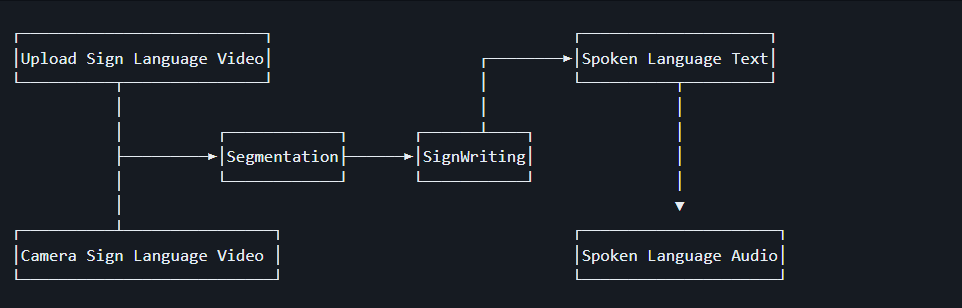 Upload Sign Language Video
Spoken Language Text
Segmentation
SignWriting
Camera Sign Language Video
Spoken Language Audio